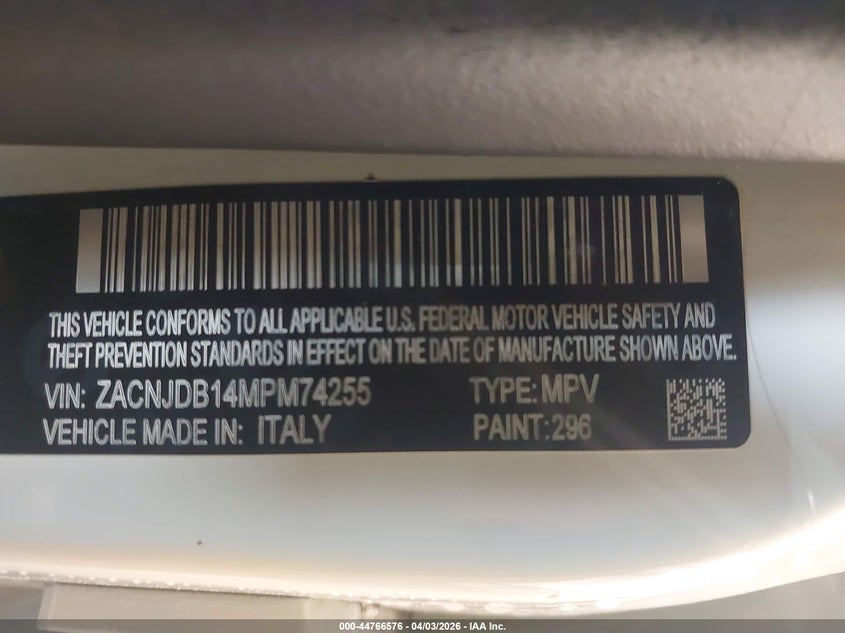 THIS VEHICLE CONFORMS TO ALL APPLICABLE U.S. FEDERAL MOTOR VEHICLE SAFETY AND
THEFT PREVENTION STANDARDS IN EFFECT ON THE DATE OF MANUFACTURE SHOWN ABOVE.
VIN: ZACNJDB14MPM74255 TYPE: MPV
VEHICLE MADE IN: ITALY PAINT: 296
000-44766576 | 04/03/2026 - IAA Inc.